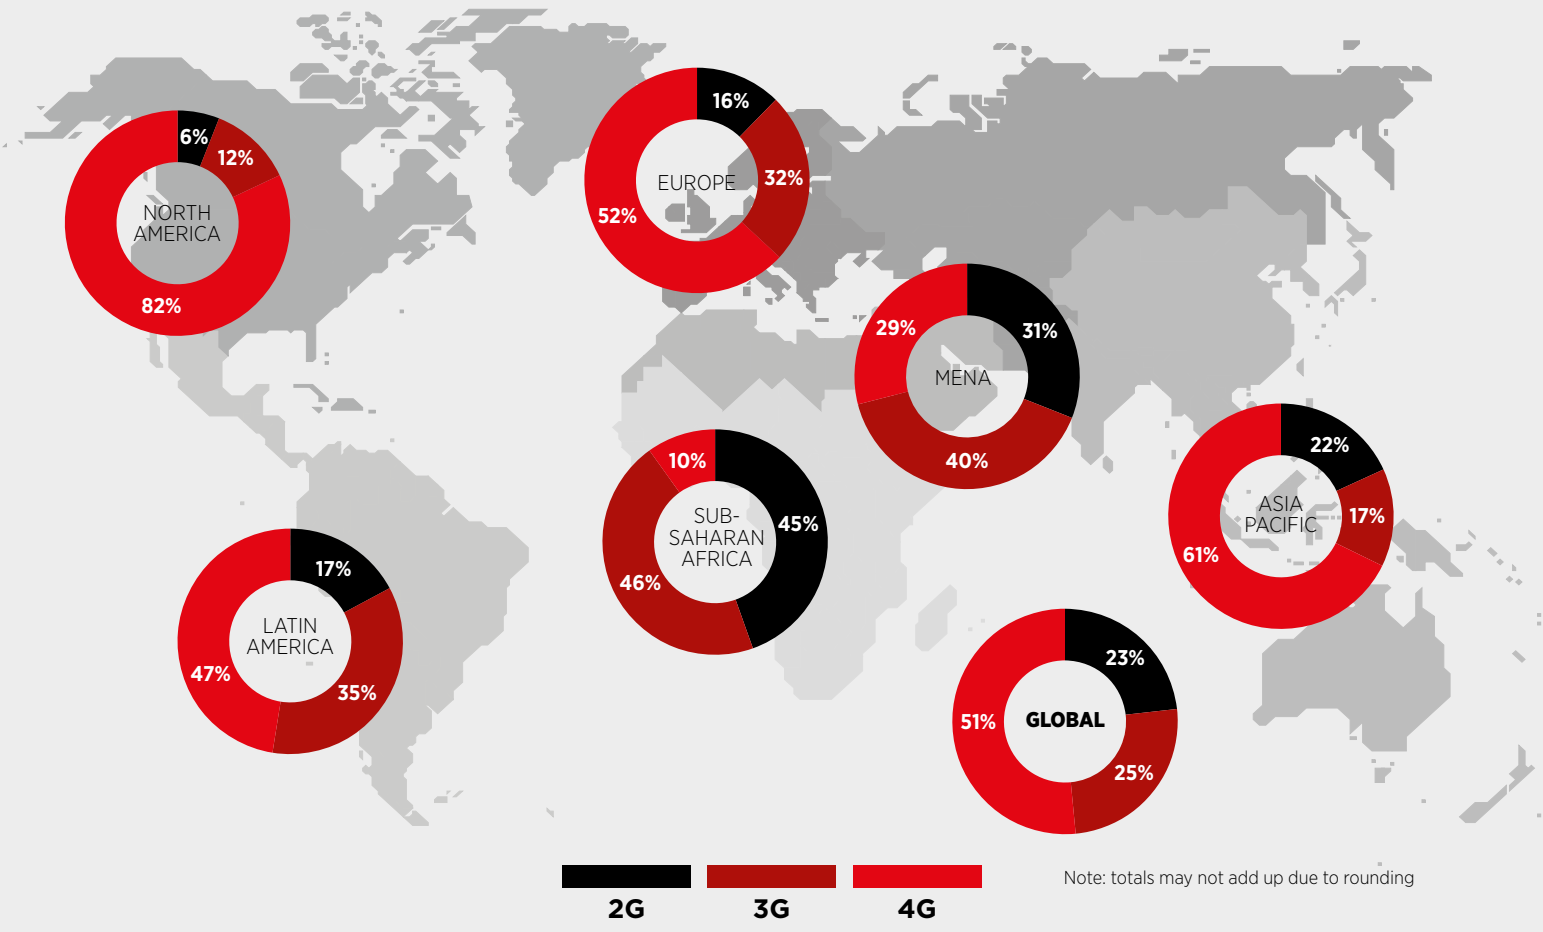 16%
32%
EUROPE
52%
6%
12%
NORTH
AMERICA
82%
29%
31%
MENA
40%
10%
45%
SUB-
SAHARAN
AFRICA
46%
22%
17%
ASIA
PACIFIC
61%
17%
LATIN
AMERICA
47%
35%
23%
51%
GLOBAL
25%
2G
3G
4G
Note: totals may not add up due to rounding